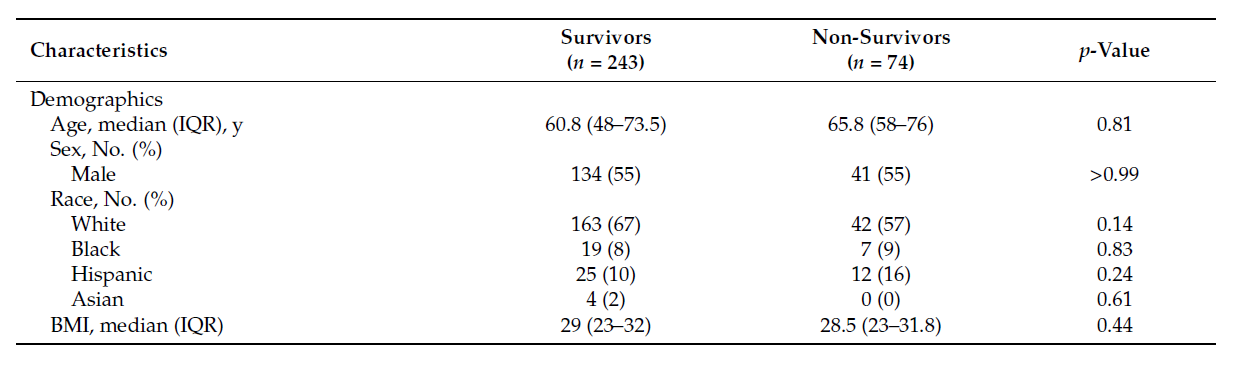 Characteristics Survivors (n = 243) Non-Survivors (n = 74) p-Value
Demographics
Age, median (IQR), y 60.8 (48–73.5) 65.8 (58–76) 0.81
Sex, No. (%)
Male 134 (55) 41 (55) >0.99
Race, No. (%)
White 163 (67) 42 (57) 0.14
Black 19 (8) 7 (9) 0.83
Hispanic 25 (10) 12 (16) 0.24
Asian 4 (2) 0 (0) 0.61
BMI, median (IQR) 29 (23–32) 28.5 (23–31.8) 0.44